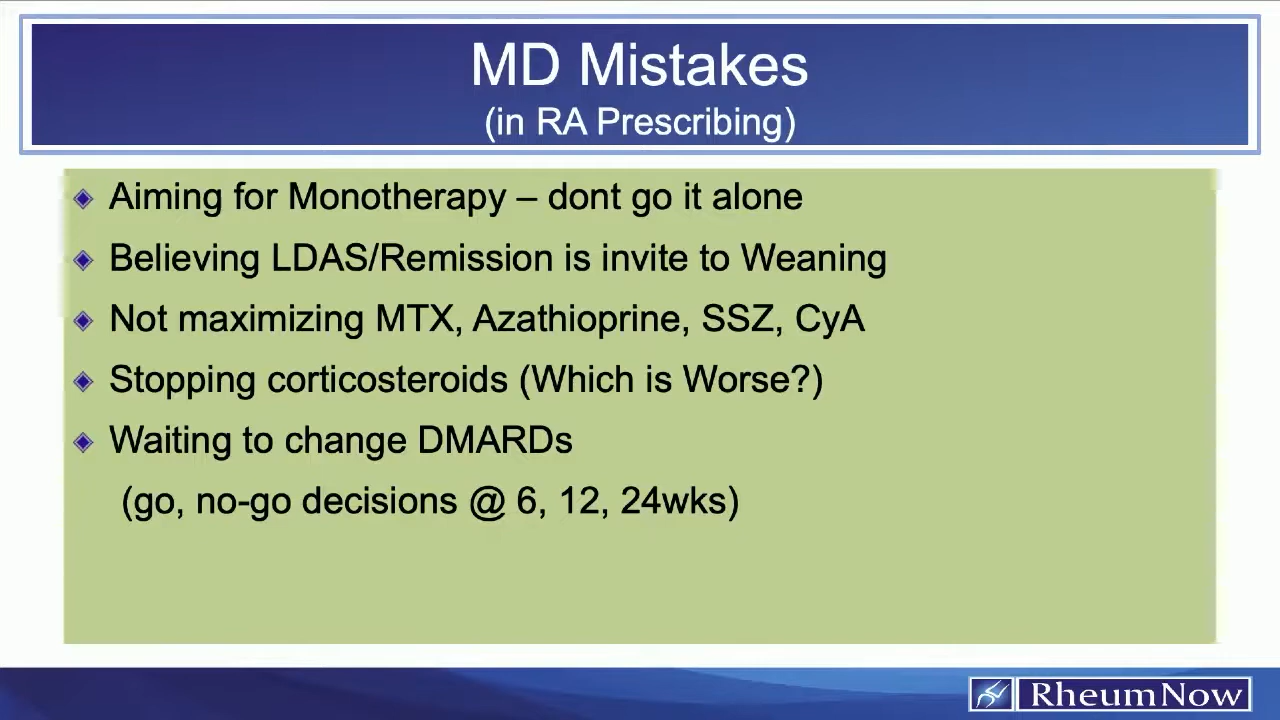 MD Mistakes
(in RA Prescribing)
Aiming for Monotherapy – dont go it alone
Believing LDAS/Remission is invite to Weaning
Not maximizing MTX, Azathioprine, SSZ, CyA
Stopping corticosteroids (Which is Worse?)
Waiting to change DMARDs
(go, no-go decisions @ 6, 12, 24wks)
RheumNow